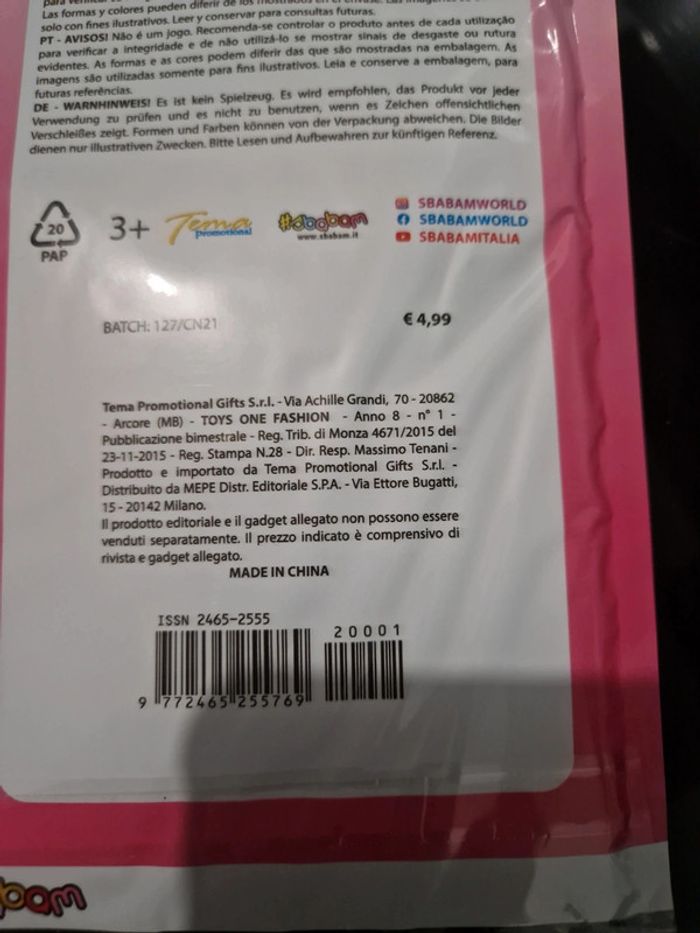 Las formas y colores pueden diferir de los mostrados en el envase. Las
solo con fines ilustrativos. Leer y conservar para consultas futuras.
PT - AVISOS! Não é um jogo. Recomenda-se controlar o produto antes de cada utilização
para verificar a integridade e de não utilizá-lo se mostrar sinais de desgaste ou rutura
evidentes. As formas e as cores podem diferir das que são mostradas na embalagem. As
imagens são utilizadas somente para fins ilustrativos. Leia e conserve a embalagem, para
futuras referências.
DE - WARNHINWEIS! Es ist kein Spielzeug. Es wird empfohlen, das Produkt vor jeder
Verwendung zu prüfen und es nicht zu benutzen, wenn es Zeichen offensichtlichen
Verschleißes zeigt. Formen und Farben können von der Verpackung abweichen. Die Bilder
dienen nur illustrativen Zwecken. Bitte Lesen und Aufbewahren zur künftigen Referenz.
20
PAP
3+
Tema
Promotional
#sbabam
www.sbabam.it
SBABAMWORLD
SBABAMWORLD
SBABAMITALIA
BATCH: 127/CN21
€ 4,99
Tema Promotional Gifts S.r.l. - Via Achille Grandi, 70 - 20862
- Arcore (MB) - TOYS ONE FASHION - Anno 8 - n° 1 -
Pubblicazione bimestrale - Reg. Trib. di Monza 4671/2015 del
23-11-2015 - Reg. Stampa N.28 - Dir. Resp. Massimo Tenani -
Prodotto e importato da Tema Promotional Gifts S.r.l. -
Distribuito da MEPE Distr. Editoriale S.P.A. - Via Ettore Bugatti,
15 - 20142 Milano.
Il prodotto editoriale e il gadget allegato non possono essere
venduti separatamente. Il prezzo indicato è comprensivo di
rivista e gadget allegato.
MADE IN CHINA
ISSN 2465-2555
20001
9 772465 255769
bam